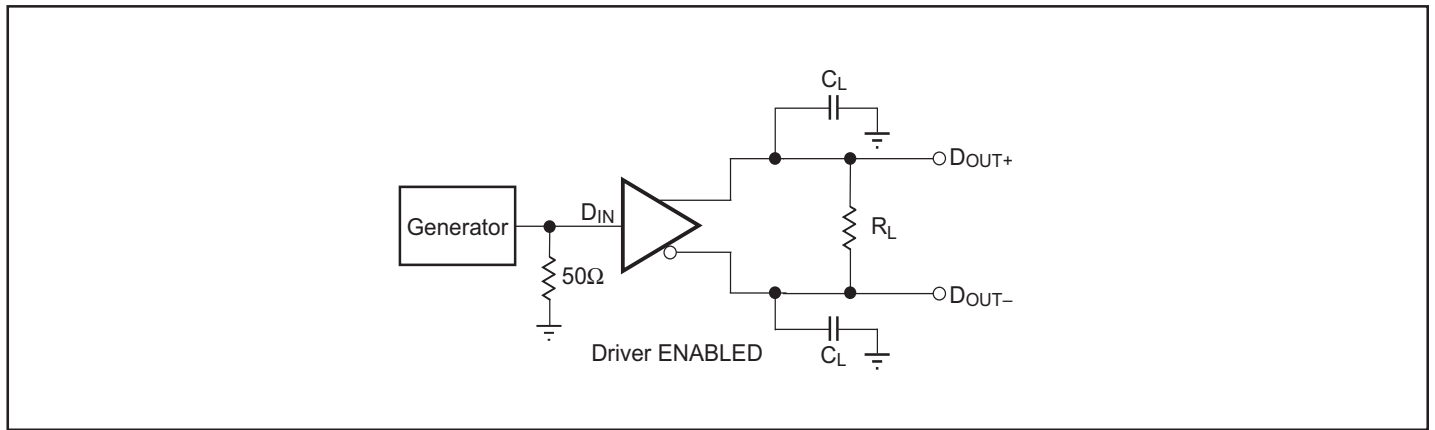 C_L
D_OUT+
Generator
D_IN
R_L
50Ω
D_OUT–
Driver ENABLED
C_L